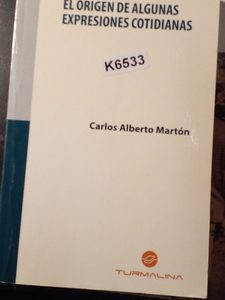 EL ORIGEN DE ALGUNAS
EXPRESIONES COTIDIANAS
K6533
Carlos Alberto Martón
TURMALINA